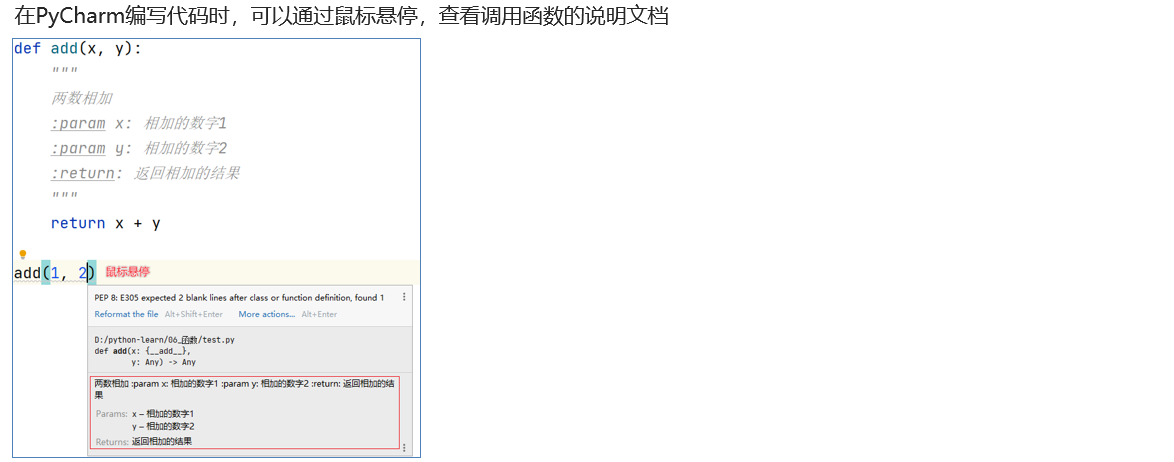 在PyCharm编写代码时，可以通过鼠标悬停，查看调用函数的说明文档
def add(x, y):
"""
两数相加
:param x: 相加的数字1
:param y: 相加的数字2
:return: 返回相加的结果
"""
return x + y
add(1, 2) 鼠标悬停
PEP 8: E305 expected 2 blank lines after class or function definition, found 1
Reformat the file Alt+Shift+Enter More actions... Alt+Enter
D:/python-learn/06_函数/test.py
def add(x: {__add__},
y: Any) -> Any
两数相加 :param x: 相加的数字1 :param y: 相加的数字2 :return: 返回相加的结
果
Params: x – 相加的数字1
y – 相加的数字2
Returns: 返回相加的结果